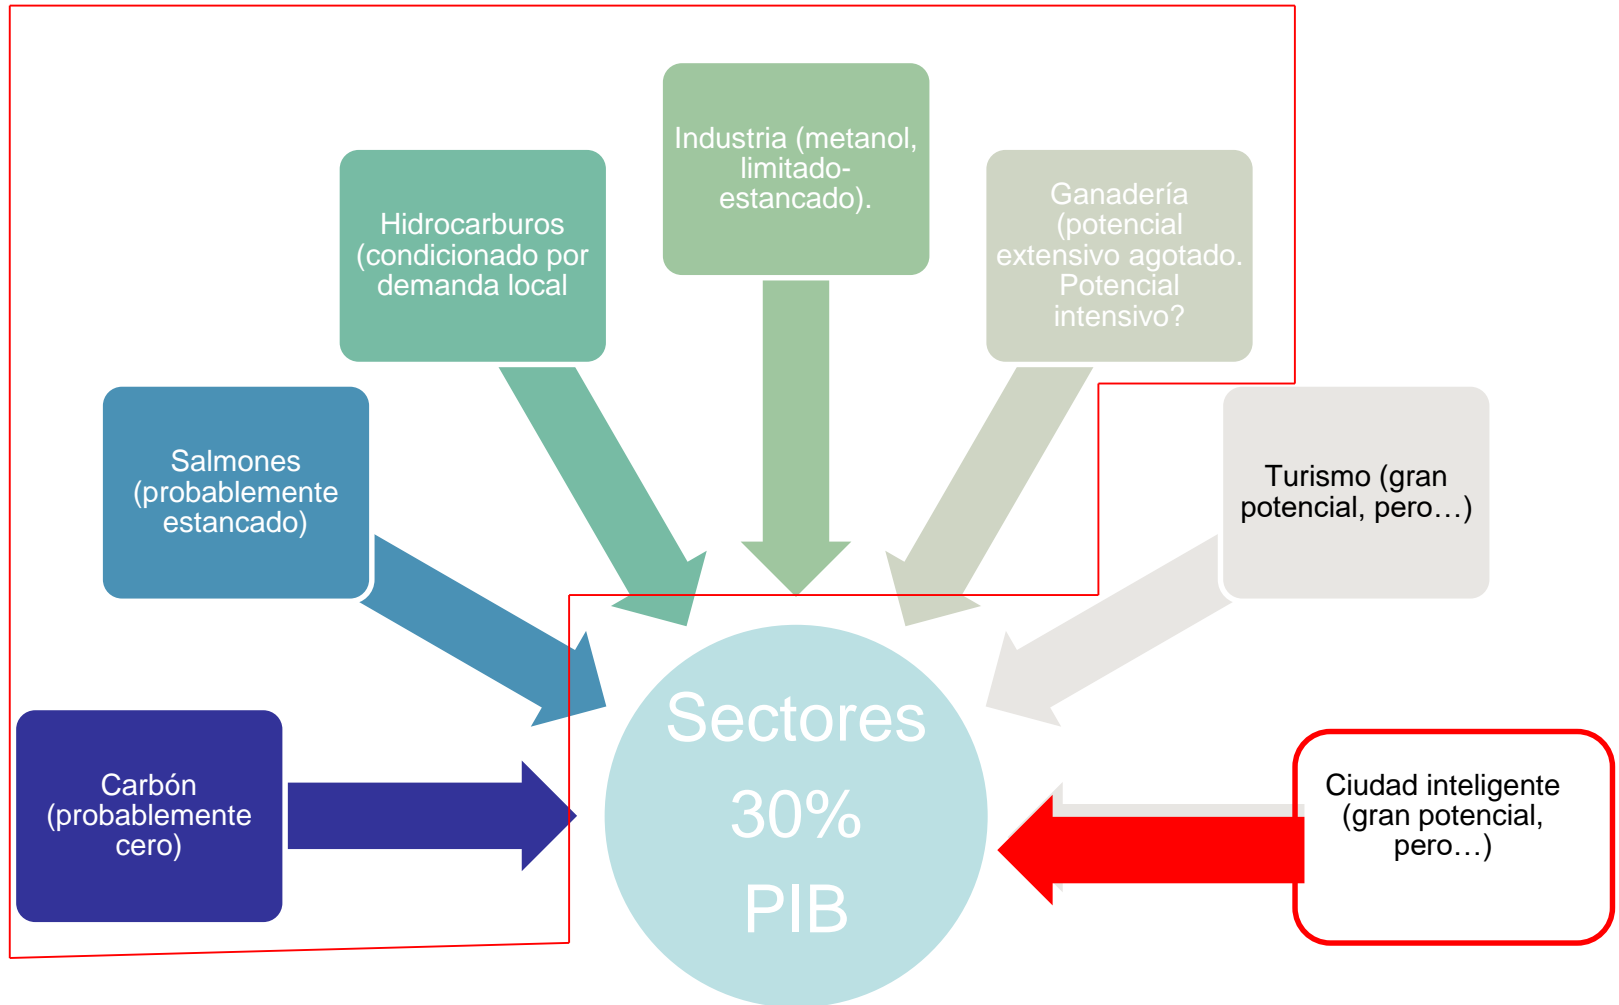 Industria (metanol,
limitado-
estancado).
Hidrocarburos
(condicionado por
demanda local
Ganadería
(potencial
extensivo agotado.
Potencial
intensivo?
Salmones
(probablemente
estancado)
Turismo (gran
potencial, pero…)
Carbón
(probablemente
cero)
Sectores
30%
PIB
Ciudad inteligente
(gran potencial,
pero…)